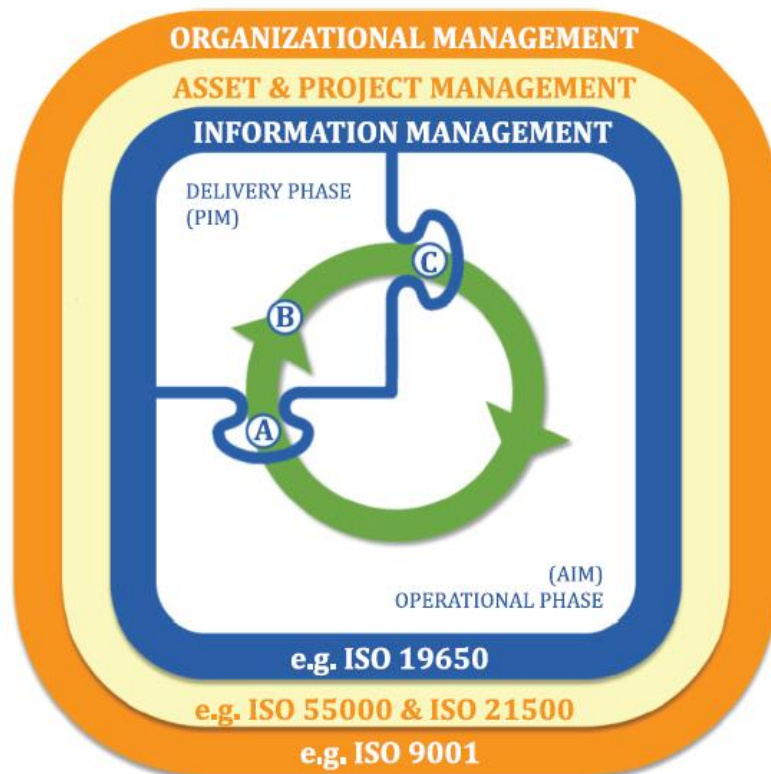 ORGANIZATIONAL MANAGEMENT
ASSET & PROJECT MANAGEMENT
INFORMATION MANAGEMENT
DELIVERY PHASE
(PIM)
C
B
A
(AIM)
OPERATIONAL PHASE
e.g. ISO 19650
e.g. ISO 55000 & ISO 21500
e.g. ISO 9001